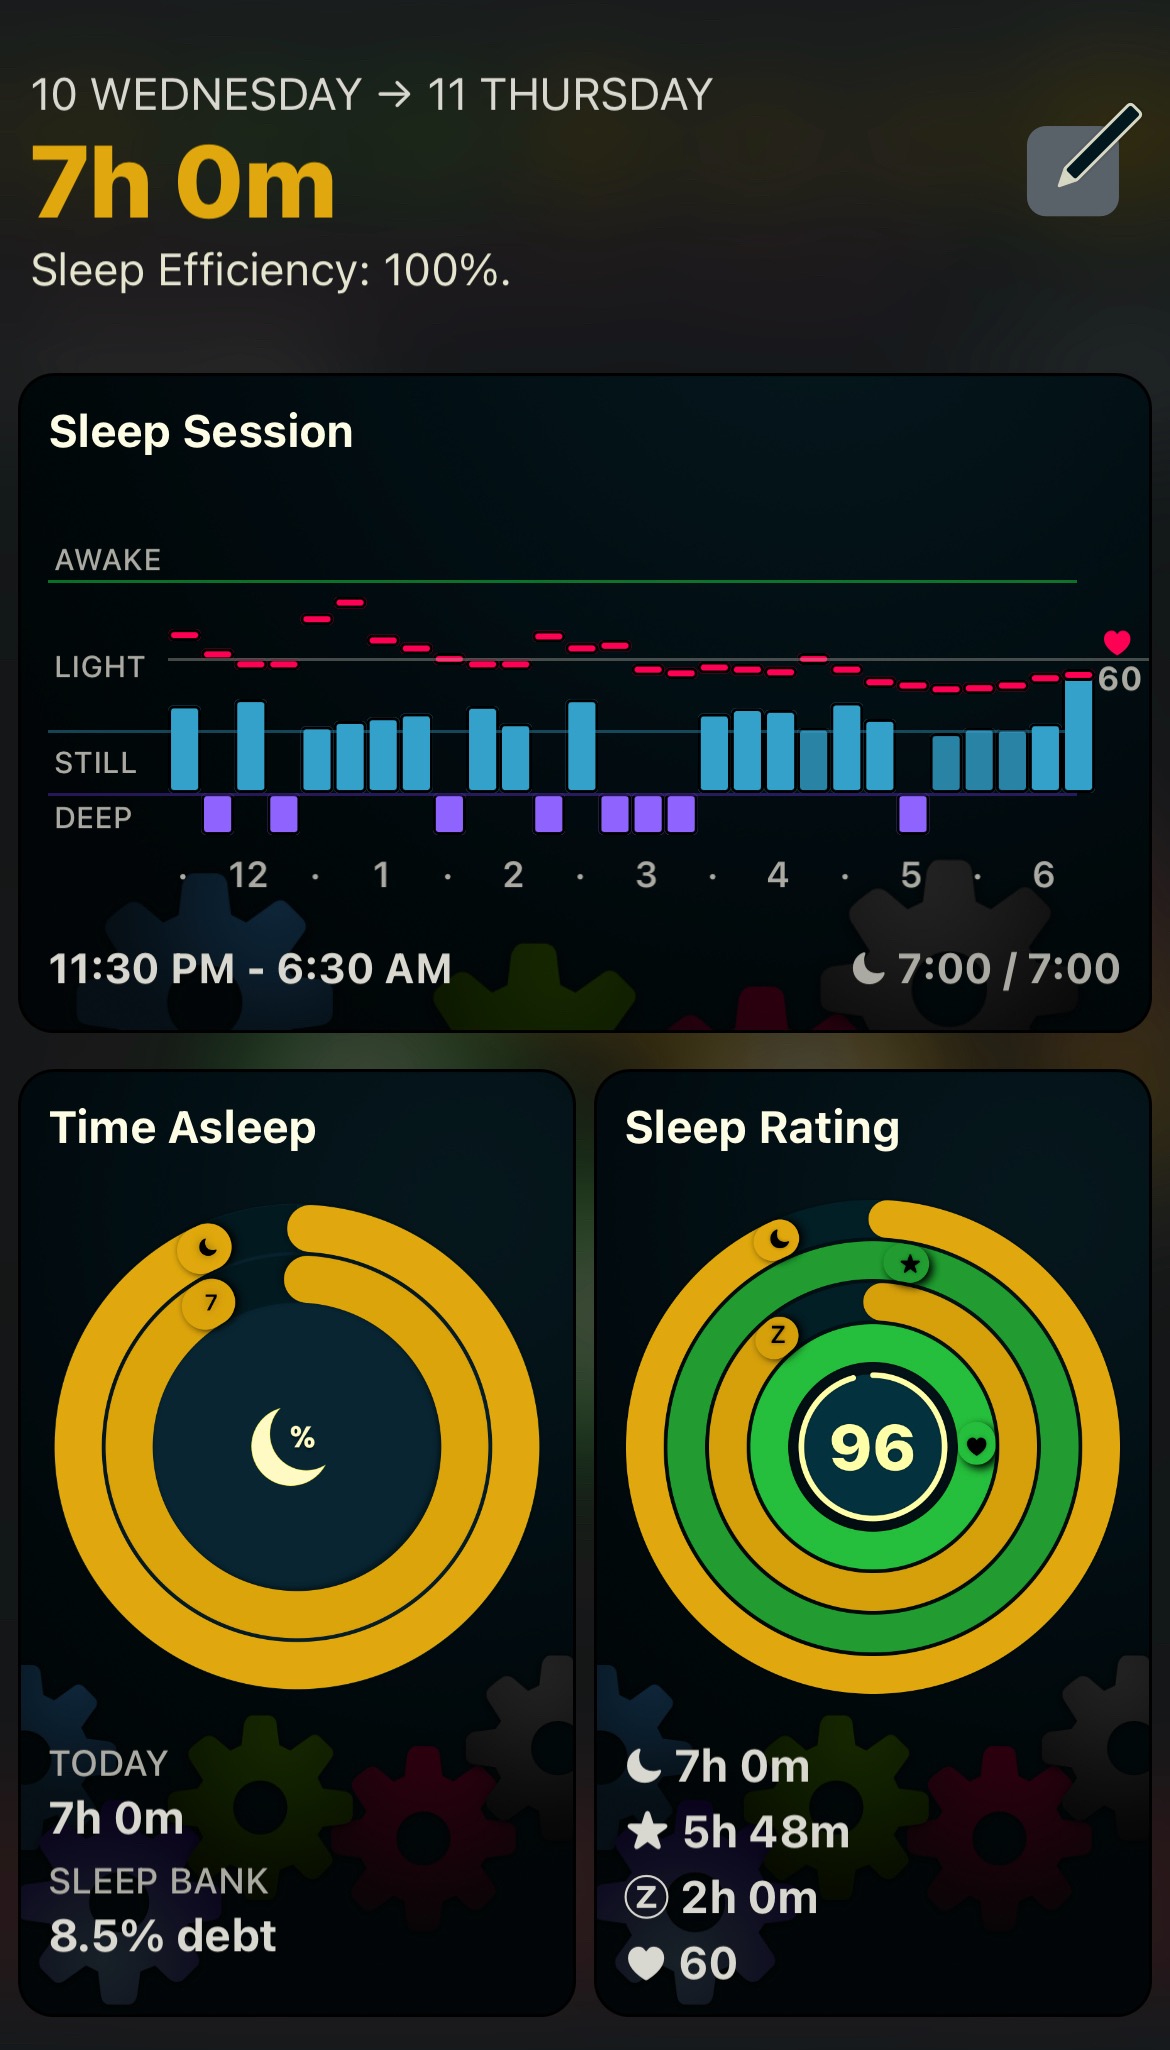 10 WEDNESDAY → 11 THURSDAY
7h 0m
Sleep Efficiency: 100%.
Sleep Session
AWAKE
LIGHT
60
STILL
DEEP
· 12 · 1 · 2 · 3 · 4 · 5 · 6
11:30 PM - 6:30 AM
7:00 / 7:00
Time Asleep
7
%
TODAY
7h 0m
SLEEP BANK
8.5% debt
Sleep Rating
Z
96
7h 0m
5h 48m
Z 2h 0m
60